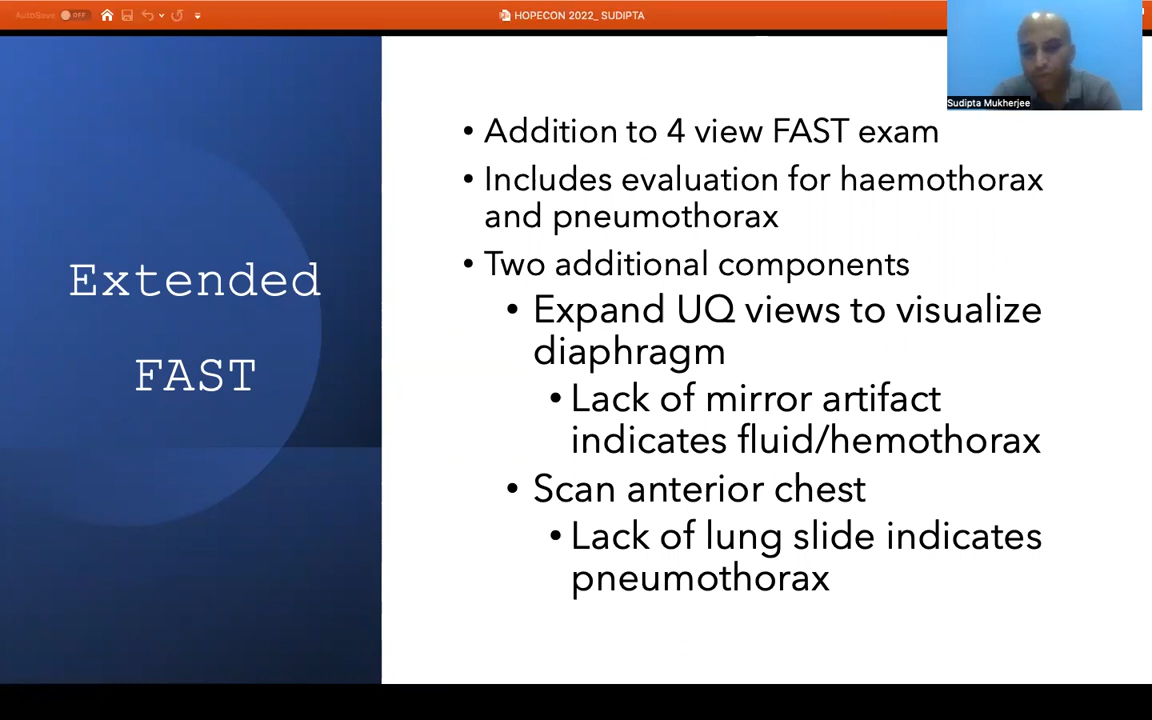 AutoSave OFF
HOPECON 2022_ SUDIPTA
Sudipta Mukherjee
Extended
FAST
• Addition to 4 view FAST exam
• Includes evaluation for haemothorax
and pneumothorax
• Two additional components
• Expand UQ views to visualize
diaphragm
• Lack of mirror artifact
indicates fluid/hemothorax
• Scan anterior chest
• Lack of lung slide indicates
pneumothorax